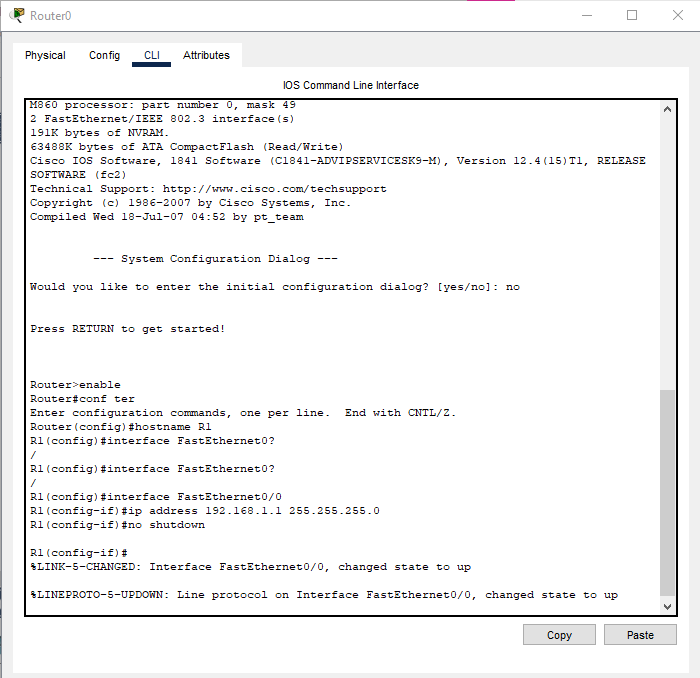 Router0
Physical Config CLI Attributes
IOS Command Line Interface
M860 processor: part number 0, mask 49
2 FastEthernet/IEEE 802.3 interface(s)
191K bytes of NVRAM.
63488K bytes of ATA CompactFlash (Read/Write)
Cisco IOS Software, 1841 Software (C1841-ADVIPSERVICESK9-M), Version 12.4(15)T1, RELEASE
SOFTWARE (fc2)
Technical Support: http://www.cisco.com/techsupport
Copyright (c) 1986-2007 by Cisco Systems, Inc.
Compiled Wed 18-Jul-07 04:52 by pt_team
--- System Configuration Dialog ---
Would you like to enter the initial configuration dialog? [yes/no]: no
Press RETURN to get started!
Router>enable
Router#conf ter
Enter configuration commands, one per line.  End with CNTL/Z.
Router(config)#hostname R1
R1(config)#interface FastEthernet0?
/
R1(config)#interface FastEthernet0?
/
R1(config)#interface FastEthernet0/0
R1(config-if)#ip address 192.168.1.1 255.255.255.0
R1(config-if)#no shutdown
R1(config-if)#
%LINK-5-CHANGED: Interface FastEthernet0/0, changed state to up
%LINEPROTO-5-UPDOWN: Line protocol on Interface FastEthernet0/0, changed state to up
Copy Paste